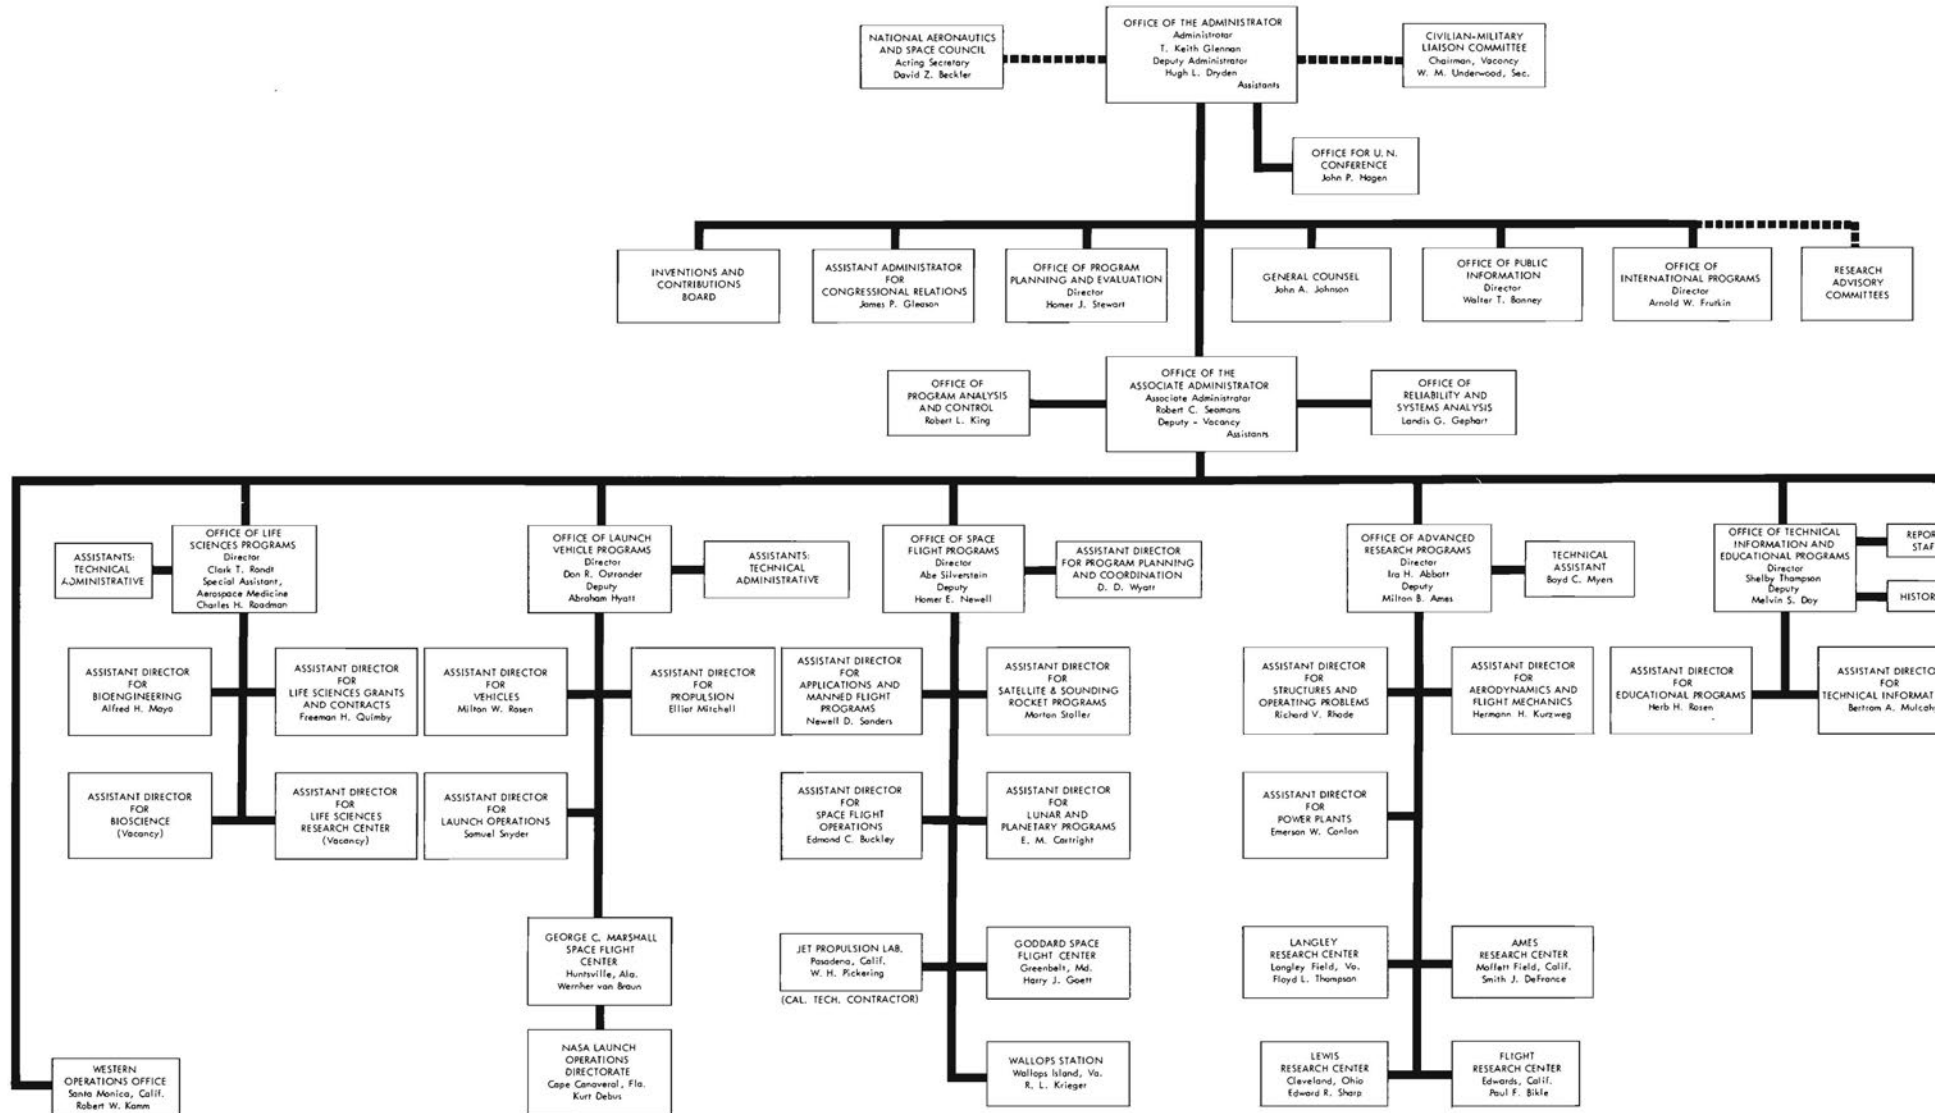 OFFICE OF THE ADMINISTRATOR
Administrator
T. Keith Glennan
Deputy Administrator
Hugh L. Dryden
Assistants
NATIONAL AERONAUTICS
AND SPACE COUNCIL
Acting Secretary
David Z. Beckler
CIVILIAN-MILITARY
LIAISON COMMITTEE
Chairman, Vacancy
W. M. Underwood, Sec.
OFFICE FOR U. N.
CONFERENCE
John P. Hagen
INVENTIONS AND
CONTRIBUTIONS
BOARD
ASSISTANT ADMINISTRATOR
FOR
CONGRESSIONAL RELATIONS
James P. Gleason
OFFICE OF PROGRAM
PLANNING AND EVALUATION
Director
Homer J. Stewart
GENERAL COUNSEL
John A. Johnson
OFFICE OF PUBLIC
INFORMATION
Director
Walter T. Bonney
OFFICE OF
INTERNATIONAL PROGRAMS
Director
Arnold W. Frutkin
RESEARCH
ADVISORY
COMMITTEES
OFFICE OF
PROGRAM ANALYSIS
AND CONTROL
Robert L. King
OFFICE OF THE
ASSOCIATE ADMINISTRATOR
Associate Administrator
Robert C. Seamans
Deputy - Vacancy
Assistants
OFFICE OF
RELIABILITY AND
SYSTEMS ANALYSIS
Landis G. Gephart
ASSISTANTS:
TECHNICAL
ADMINISTRATIVE
OFFICE OF LIFE
SCIENCES PROGRAMS
Director
Clark T. Randt
Special Assistant,
Aerospace Medicine
Charles H. Roadman
OFFICE OF LAUNCH
VEHICLE PROGRAMS
Director
Don R. Ostrander
Deputy
Abraham Hyatt
ASSISTANTS:
TECHNICAL
ADMINISTRATIVE
OFFICE OF SPACE
FLIGHT PROGRAMS
Director
Abe Silverstein
Deputy
Homer E. Newell
ASSISTANT DIRECTOR
FOR PROGRAM PLANNING
AND COORDINATION
D. D. Wyatt
OFFICE OF ADVANCED
RESEARCH PROGRAMS
Director
Ira H. Abbott
Deputy
Milton B. Ames
TECHNICAL
ASSISTANT
Boyd C. Myers
OFFICE OF TECHNICAL
INFORMATION AND
EDUCATIONAL PROGRAMS
Director
Shelby Thompson
Deputy
Melvin S. Day
REPOR
STAF
HISTOR
ASSISTANT DIRECTOR
FOR
BIOENGINEERING
Alfred H. Mayo
ASSISTANT DIRECTOR
FOR
LIFE SCIENCES GRANTS
AND CONTRACTS
Freeman H. Quimby
ASSISTANT DIRECTOR
FOR
VEHICLES
Milton W. Rosen
ASSISTANT DIRECTOR
FOR
PROPULSION
Elliot Mitchell
ASSISTANT DIRECTOR
FOR
APPLICATIONS AND
MANNED FLIGHT
PROGRAMS
Newell D. Sanders
ASSISTANT DIRECTOR
FOR
SATELLITE & SOUNDING
ROCKET PROGRAMS
Morton Stoller
ASSISTANT DIRECTOR
FOR
STRUCTURES AND
OPERATING PROBLEMS
Richard V. Rhode
ASSISTANT DIRECTOR
FOR
AERODYNAMICS AND
FLIGHT MECHANICS
Hermann H. Kurzweg
ASSISTANT DIRECTOR
FOR
EDUCATIONAL PROGRAMS
Herb H. Rosen
ASSISTANT DIRECTO
FOR
TECHNICAL INFORMAT
Bertram A. Mulcah
ASSISTANT DIRECTOR
FOR
BIOSCIENCE
(Vacancy)
ASSISTANT DIRECTOR
FOR
LIFE SCIENCES
RESEARCH CENTER
(Vacancy)
ASSISTANT DIRECTOR
FOR
LAUNCH OPERATIONS
Samuel Snyder
ASSISTANT DIRECTOR
FOR
SPACE FLIGHT
OPERATIONS
Edmond C. Buckley
ASSISTANT DIRECTOR
FOR
LUNAR AND
PLANETARY PROGRAMS
E. M. Cortright
ASSISTANT DIRECTOR
FOR
POWER PLANTS
Emerson W. Conlon
GEORGE C. MARSHALL
SPACE FLIGHT
CENTER
Huntsville, Ala.
Wernher van Braun
JET PROPULSION LAB.
Pasadena, Calif.
W. H. Pickering
(CAL. TECH. CONTRACTOR)
GODDARD SPACE
FLIGHT CENTER
Greenbelt, Md.
Harry J. Goett
LANGLEY
RESEARCH CENTER
Langley Field, Va.
Floyd L. Thompson
AMES
RESEARCH CENTER
Moffett Field, Calif.
Smith J. DeFrance
WESTERN
OPERATIONS OFFICE
Santa Monica, Calif.
Robert W. Kamm
NASA LAUNCH
OPERATIONS
DIRECTORATE
Cape Canaveral, Fla.
Kurt Debus
WALLOPS STATION
Wallops Island, Va.
R. L. Krieger
LEWIS
RESEARCH CENTER
Cleveland, Ohio
Edward R. Sharp
FLIGHT
RESEARCH CENTER
Edwards, Calif.
Paul F. Bikle